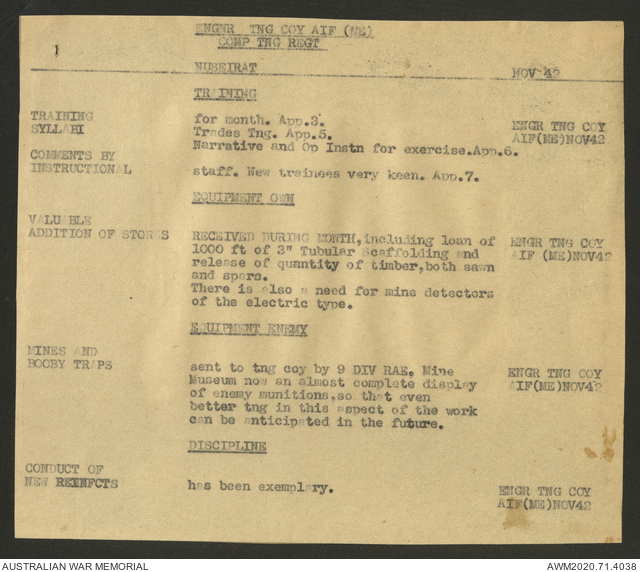 ENGNR TNG COY AIF (ME)
COMP TNG REGT
1
NUSEIRAT NOV 42
TRAINING
TRAINING for month. App.3. ENGR TNG COY
SYLLABI Trades Tng. App.5. AIF(ME)NOV42
Narrative and Op Instn for exercise.App.6.
COMMENTS BY
INSTRUCTIONAL staff. New trainees very keen. App.7.
EQUIPMENT OWN
VALUABLE
ADDITION OF STORES RECEIVED DURING MONTH,including loan of ENGR TNG COY
1000 ft of 3" Tubular Scaffolding and AIF (ME)NOV42
release of quantity of timber,both sawn
and spars.
There is also a need for mine detectors
of the electric type.
EQUIPMENT ENEMY
MINES AND
BOOBY TRAPS sent to tng coy by 9 DIV RAE. Mine ENGR TNG COY
Museum now an almost complete display AIF(ME)NOV42
of enemy munitions,so that even
better tng in this aspect of the work
can be anticipated in the future.
DISCIPLINE
CONDUCT OF
NEW REINFCTS has been exemplary. ENGR TNG COY
AIF(ME)NOV42
AUSTRALIAN WAR MEMORIAL AWM2020.71.4038